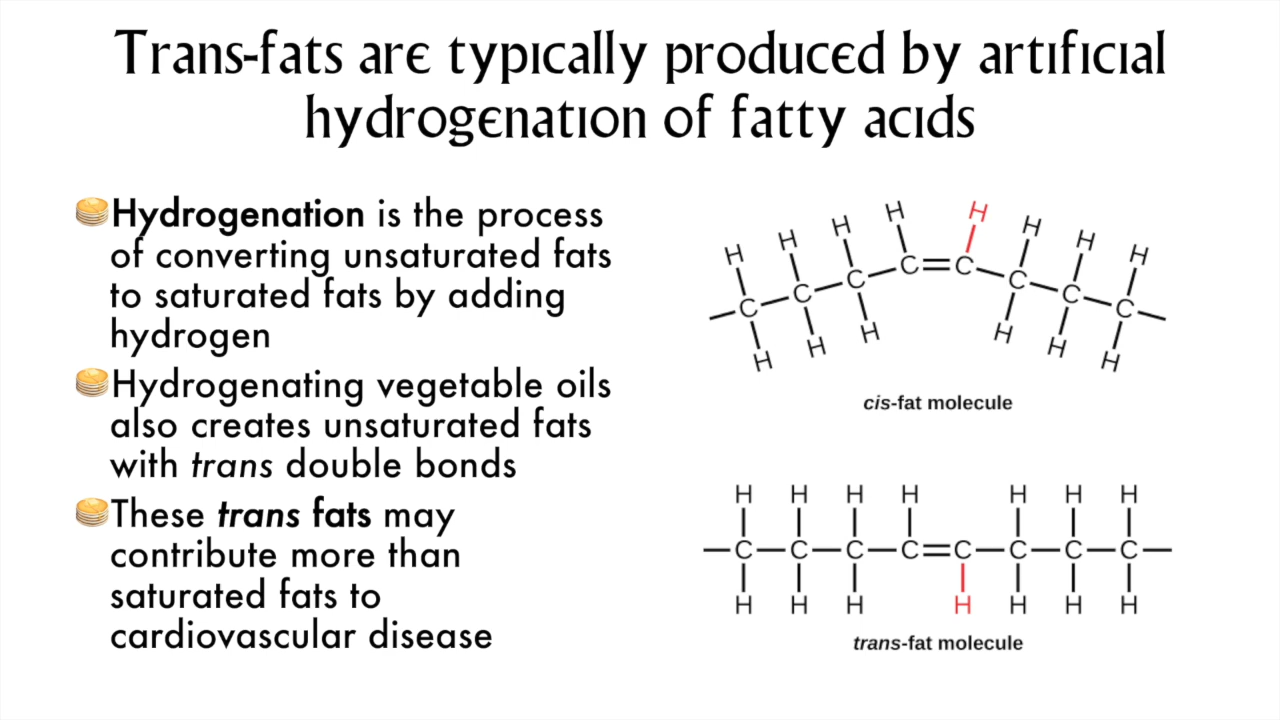 Trans-fats are typically produced by artificial
hydrogenation of fatty acids
Hydrogenation is the process
of converting unsaturated fats
to saturated fats by adding
hydrogen
Hydrogenating vegetable oils
also creates unsaturated fats
with trans double bonds
These trans fats may
contribute more than
saturated fats to
cardiovascular disease
H H H H H H H H
C C C C=C C C C
H H H H H H
cis-fat molecule
H H H H H H H
C C C C=C C C C
H H H H H H H
trans-fat molecule